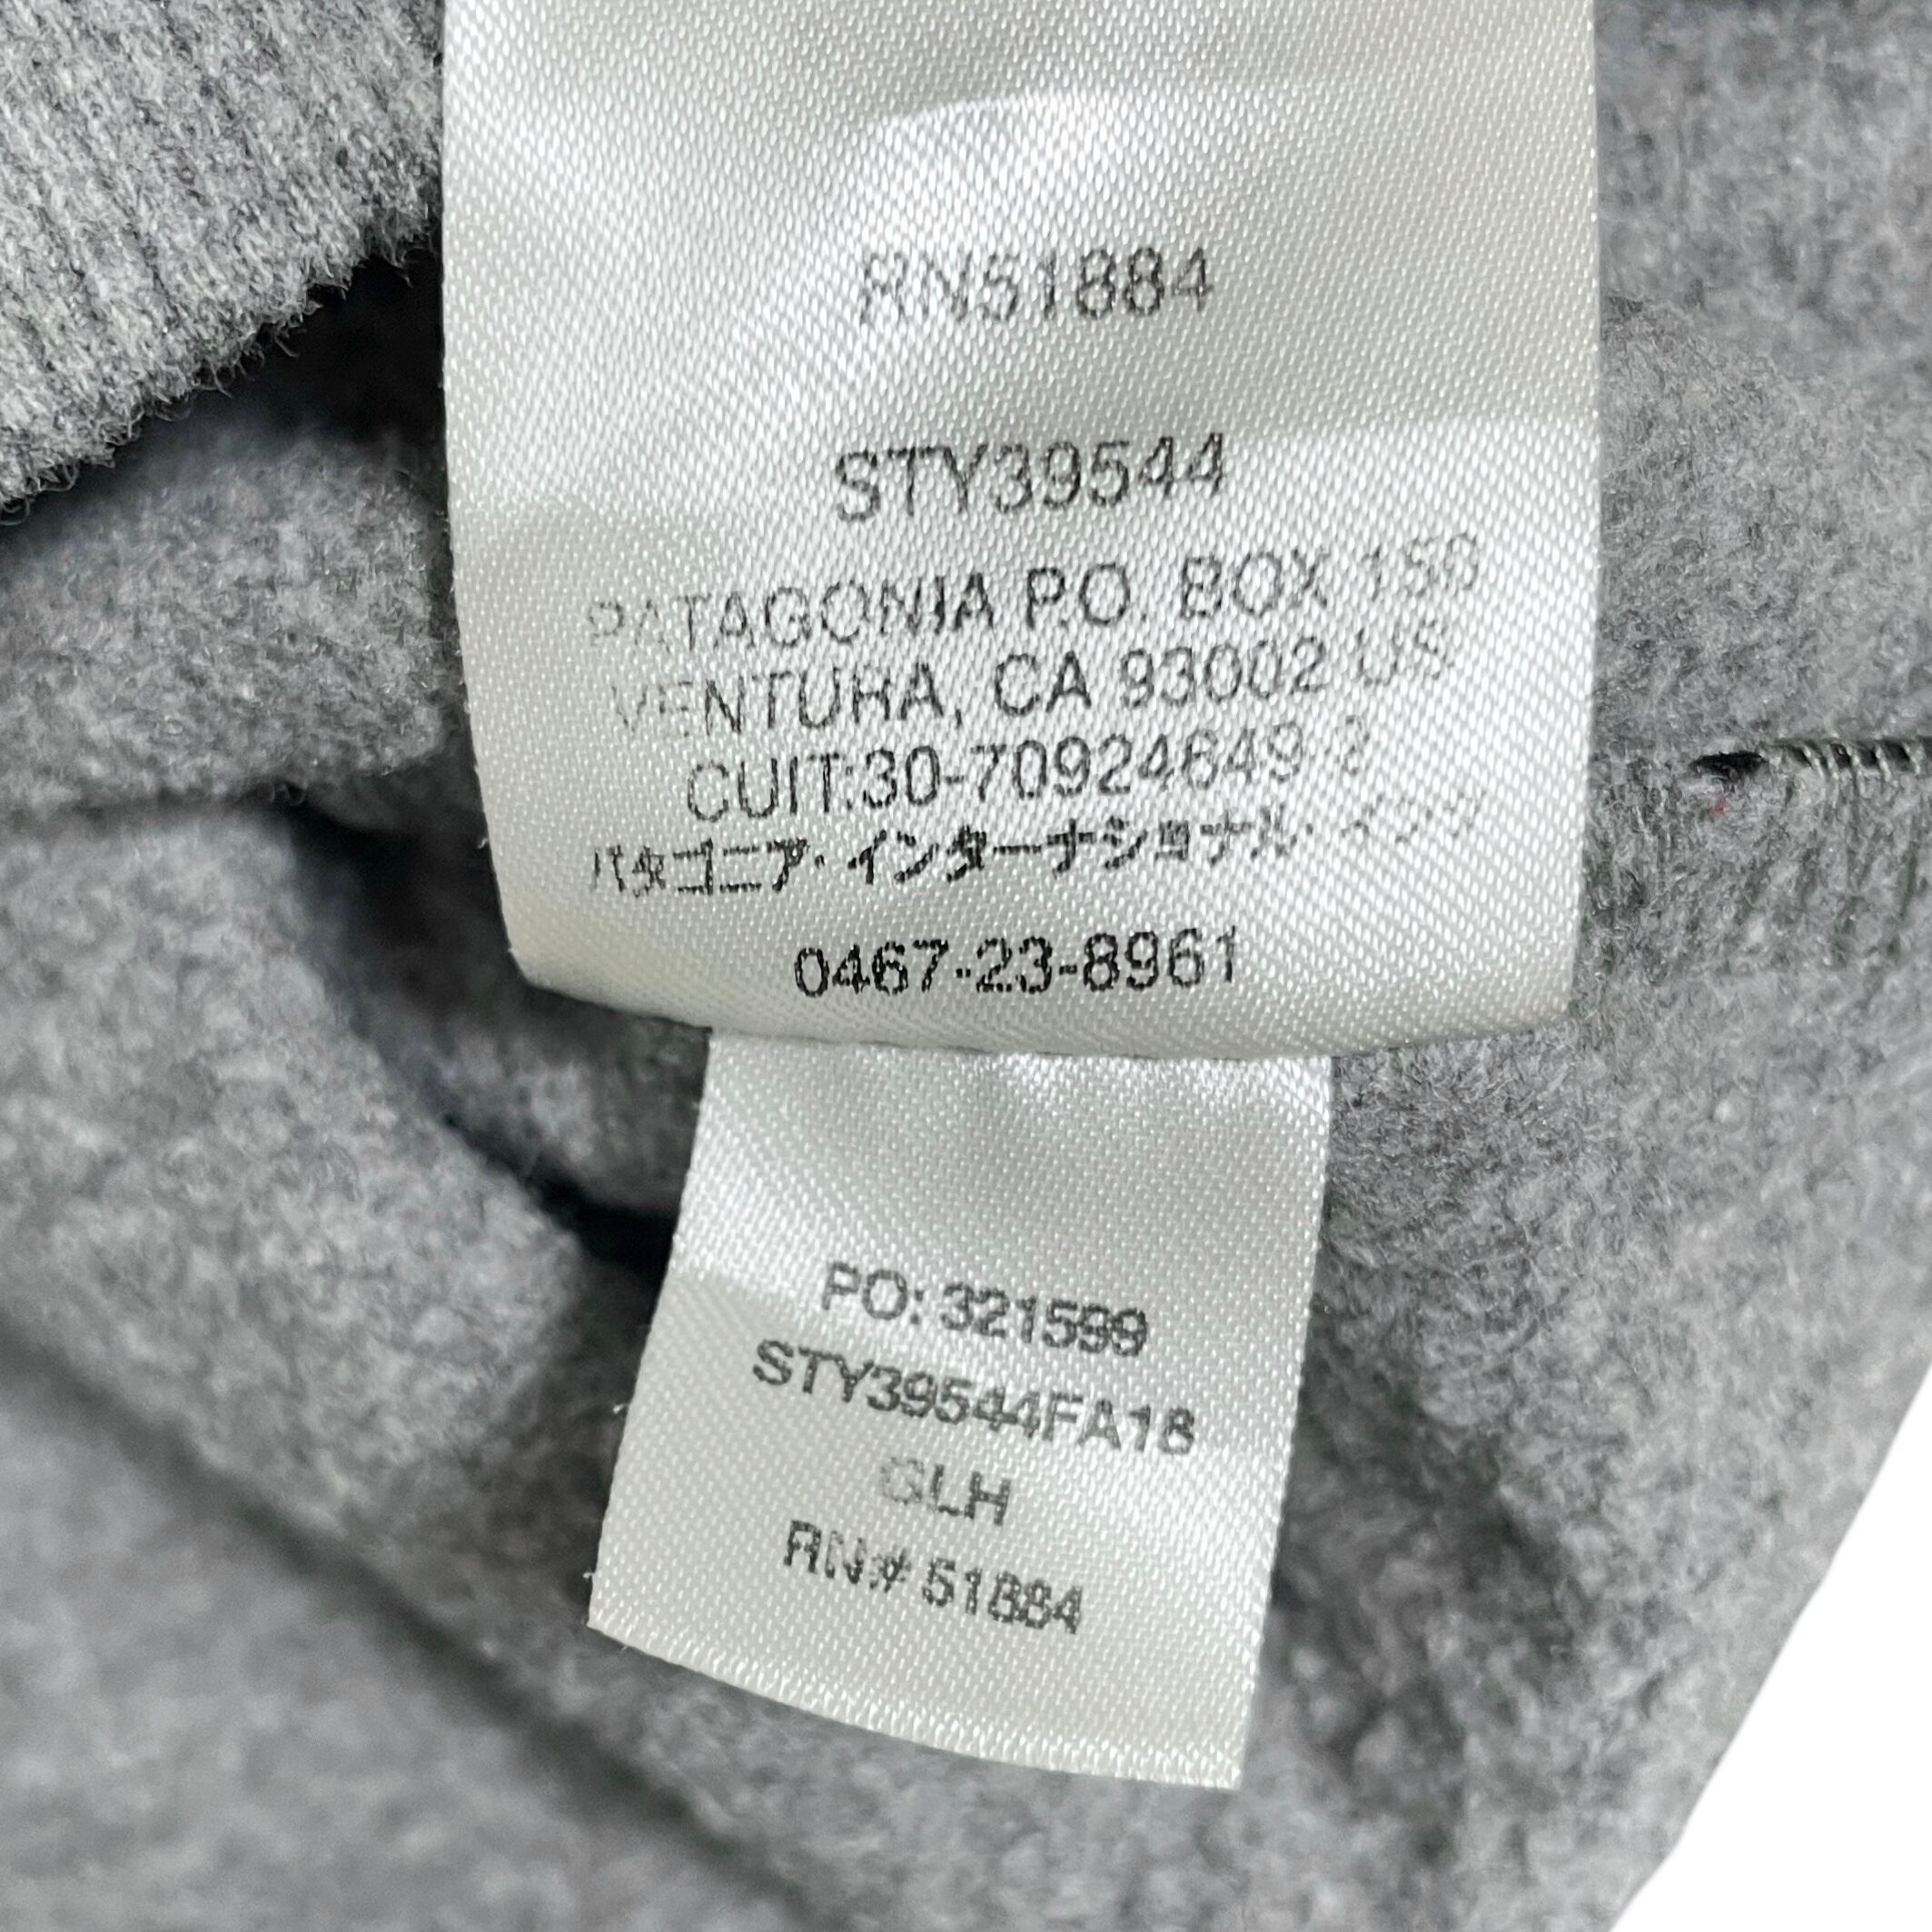 RN51884
STY39544
PATAGONIA P.O. BOX 150
VENTURA, CA 93002 US
CUIT:30-70924649-2
パタゴニア・インターナショナル・インク
0467-23-8961
PO: 321599
STY39544FA18
GLH
RN# 51884